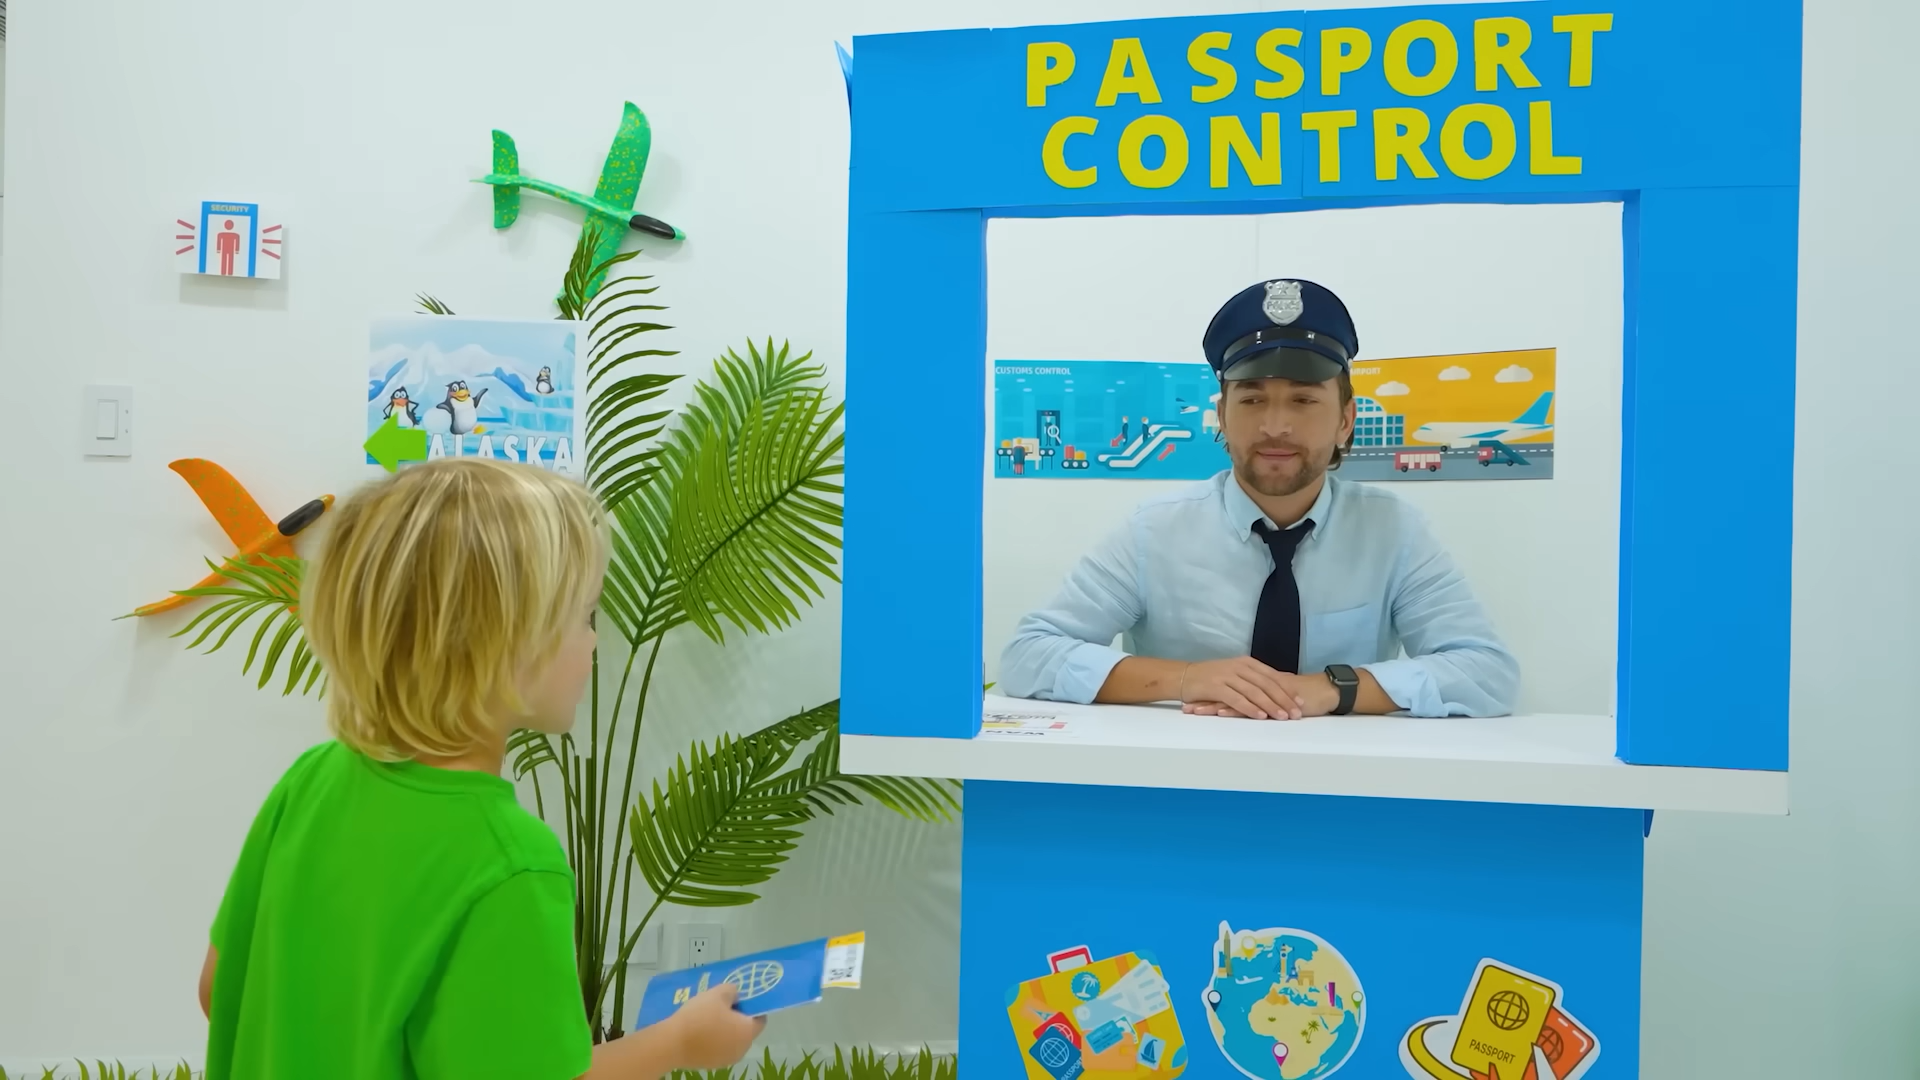 PASSPORT
CONTROL
SECURITY
CUSTOMS CONTROL
ALASKA
PASSPORT